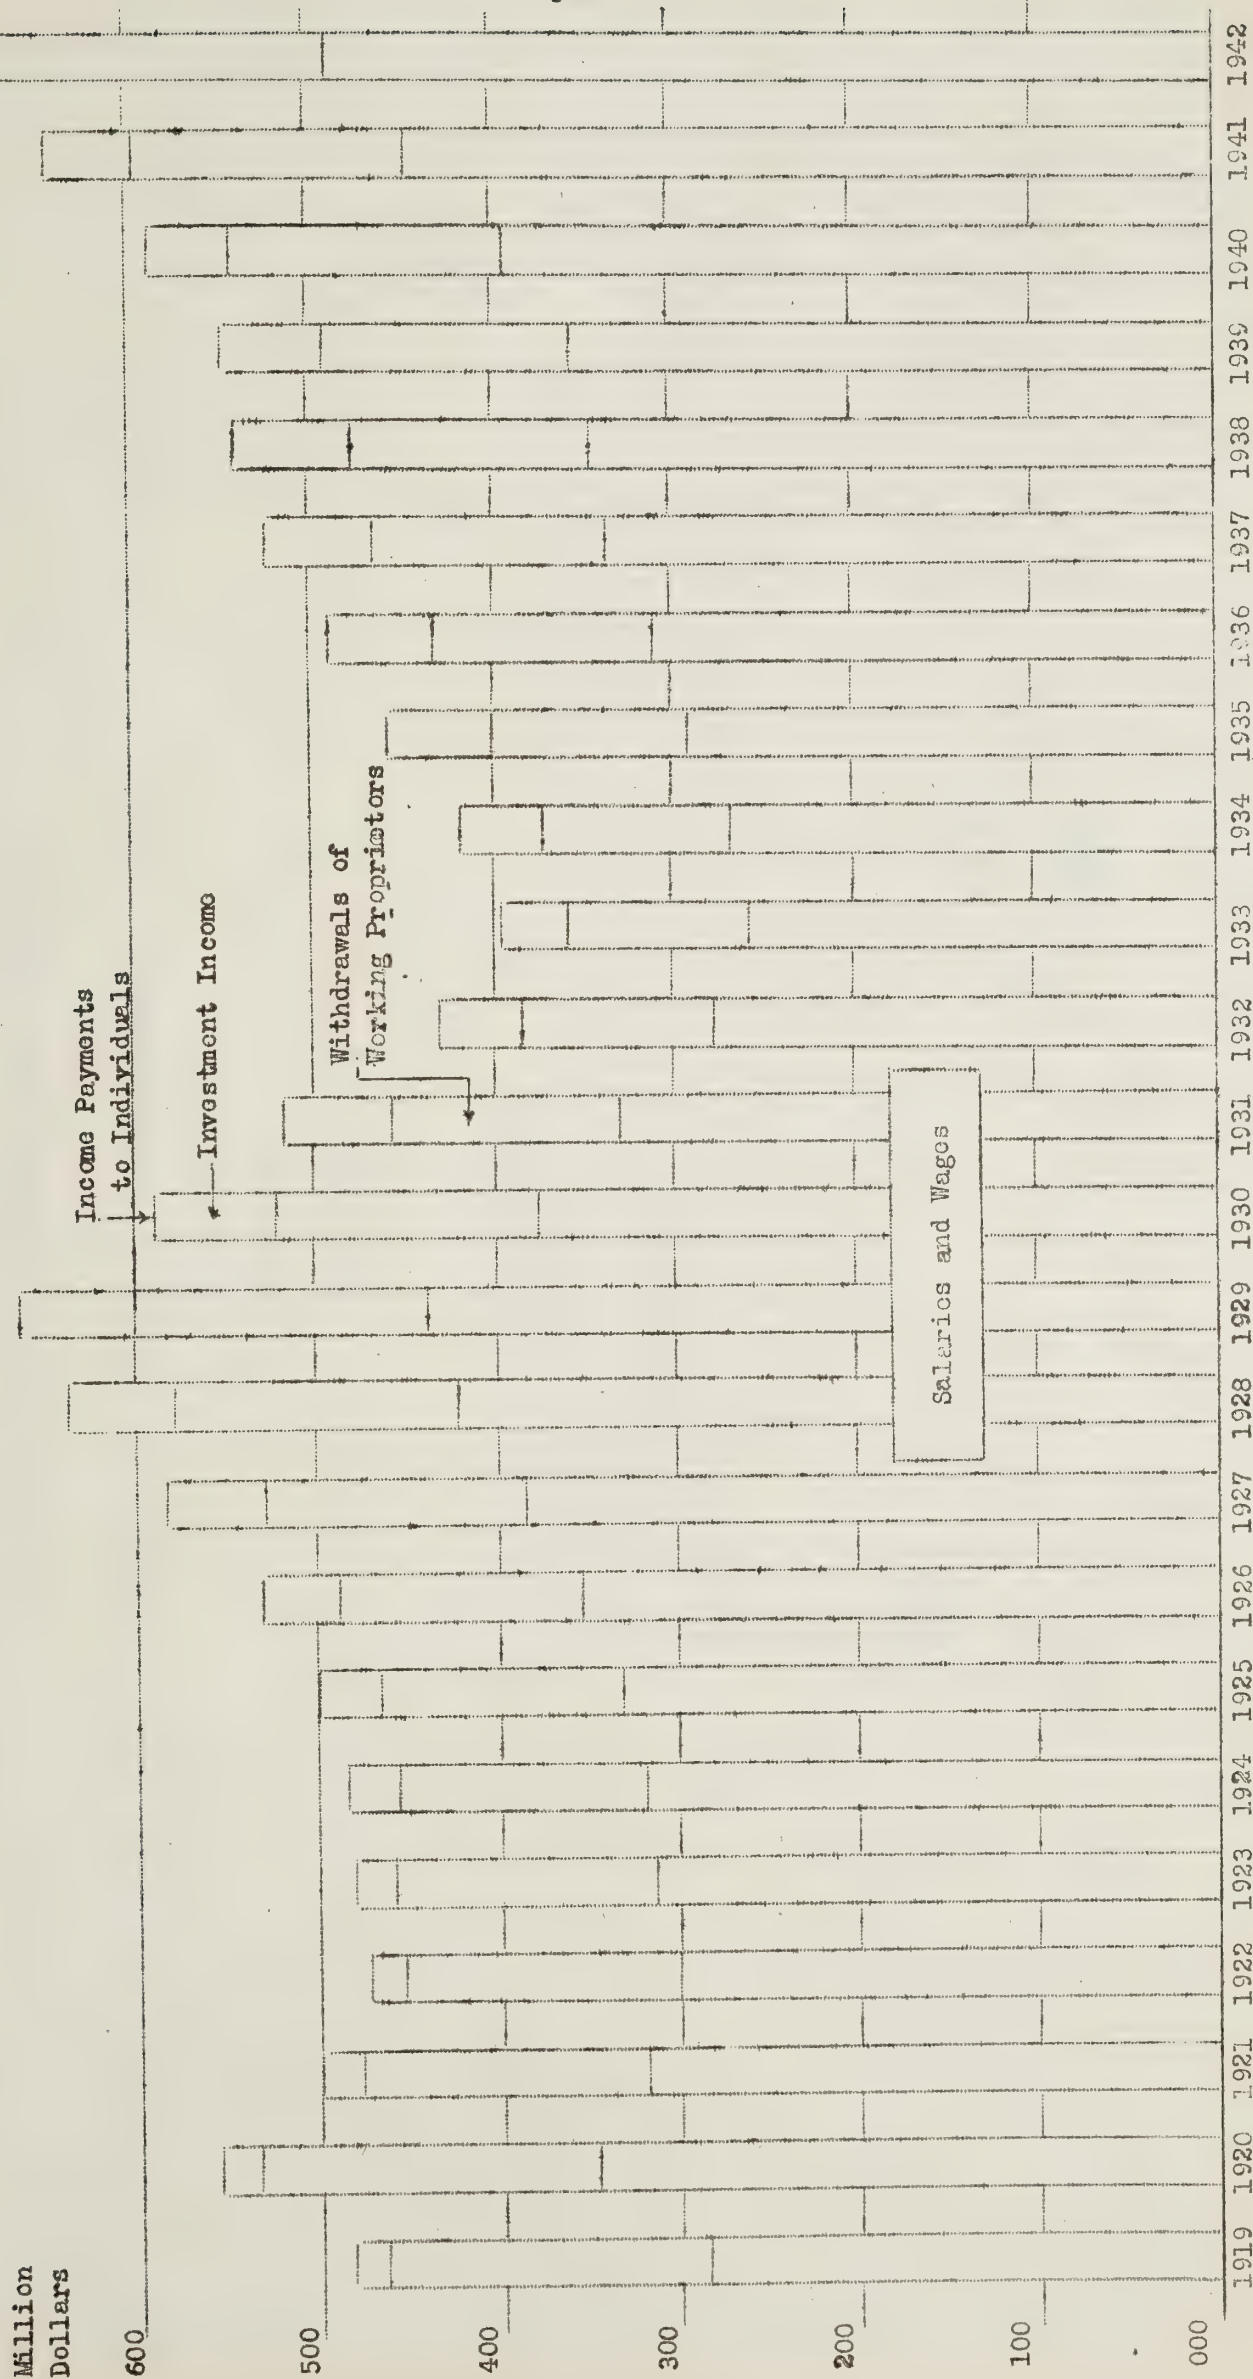 Million
Dollars
600
500
400
300
200
100
000
Income Payments
to Individuals
Investment Income
Withdrawals of
Working Proprietors
Salaries and Wages
1919 1920 1921 1922 1923 1924 1925 1926 1927 1928 1929 1930 1931 1932 1933 1934 1935 1936 1937 1938 1939 1940 1941 1942